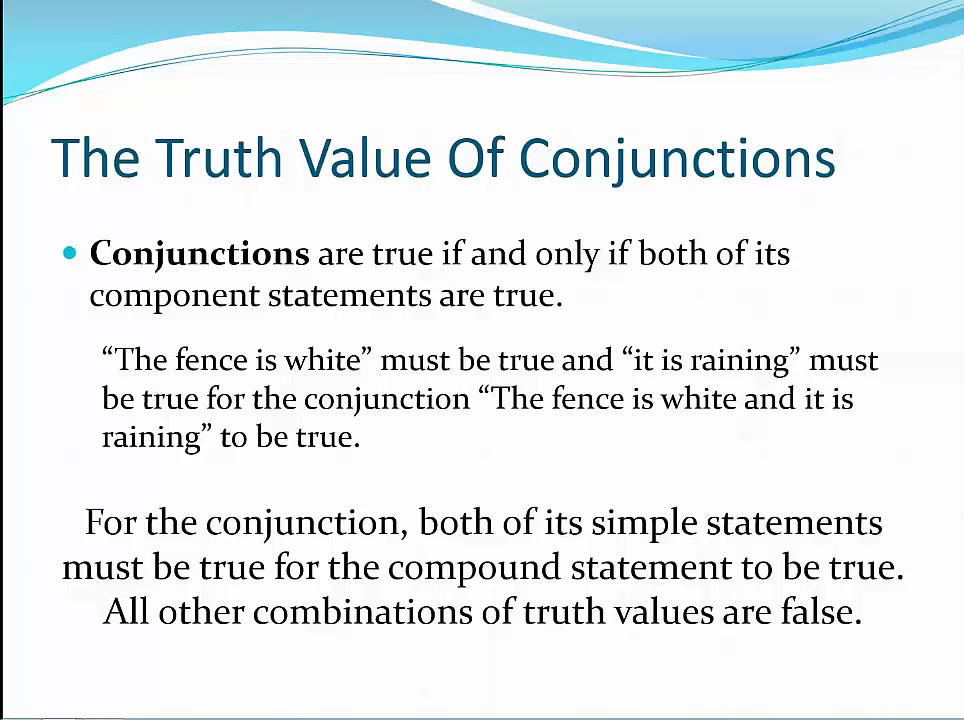 The Truth Value Of Conjunctions
Conjunctions are true if and only if both of its
component statements are true.
“The fence is white” must be true and “it is raining” must
be true for the conjunction “The fence is white and it is
raining” to be true.
For the conjunction, both of its simple statements
must be true for the compound statement to be true.
All other combinations of truth values are false.